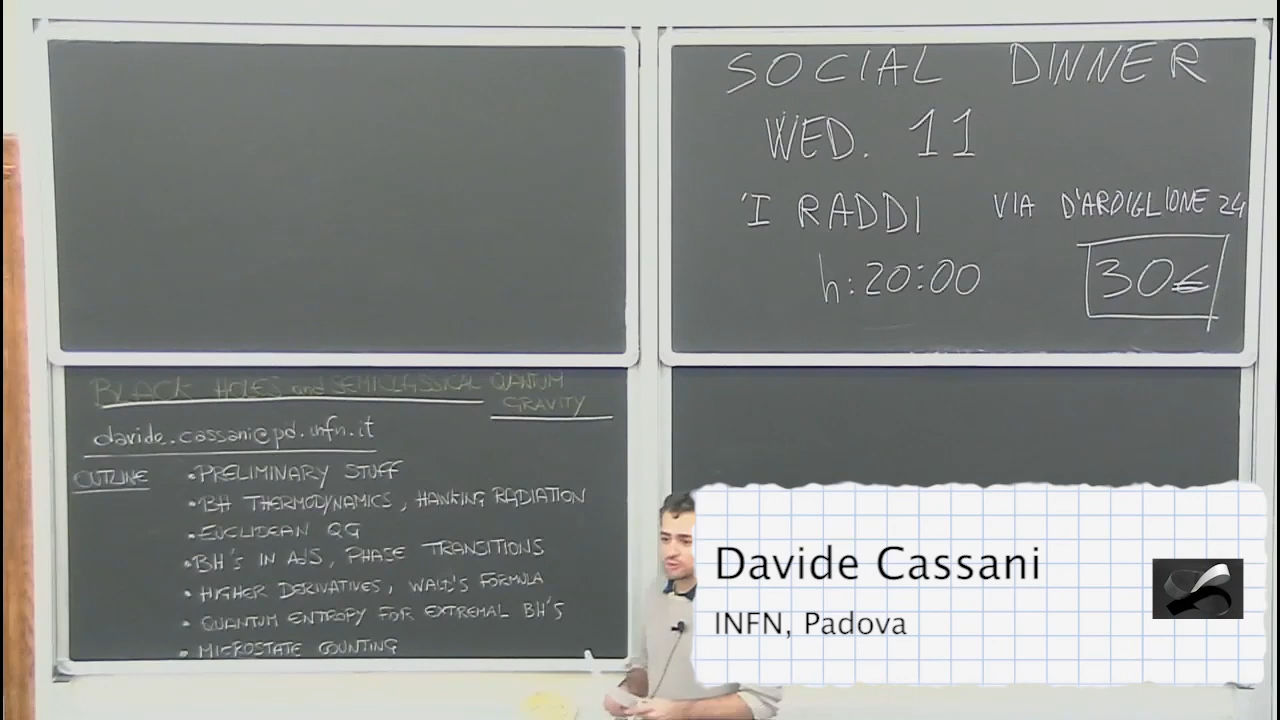 SOCIAL DINNER
WED. 11
'I RADDI VIA D'ARDIGLIONE 24
h:20:00 30€
BLACK HOLES and SEMICLASSICAL QUANTUM
GRAVITY
davide.cassani@pd.infn.it
OUTLINE •PRELIMINARY STUFF
•BH THERMODYNAMICS, HAWKING RADIATION
•EUCLIDEAN QG
•BH'S IN AdS, PHASE TRANSITIONS
• HIGHER DERIVATIVES, WALD'S FORMULA
• QUANTUM ENTROPY FOR EXTREMAL BH'S
• MICROSTATE COUNTING
Davide Cassani
INFN, Padova